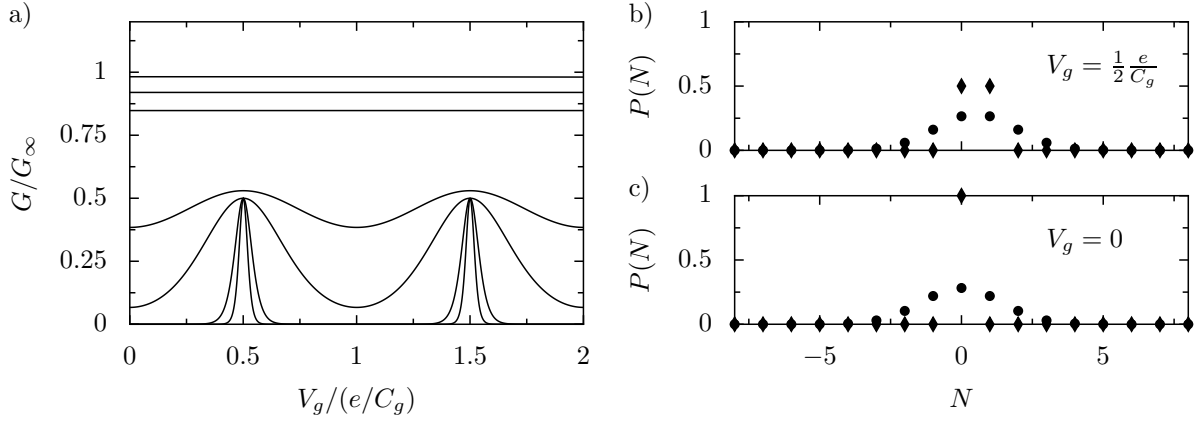 a)
G/G∞
1
0.75
0.5
0.25
0
0 0.5 1 1.5 2
V_g/(e/C_g)
b)
P(N)
1
0.5
0
V_g = 1/2 e/C_g
c)
P(N)
1
0.5
0
V_g = 0
−5 0 5
N